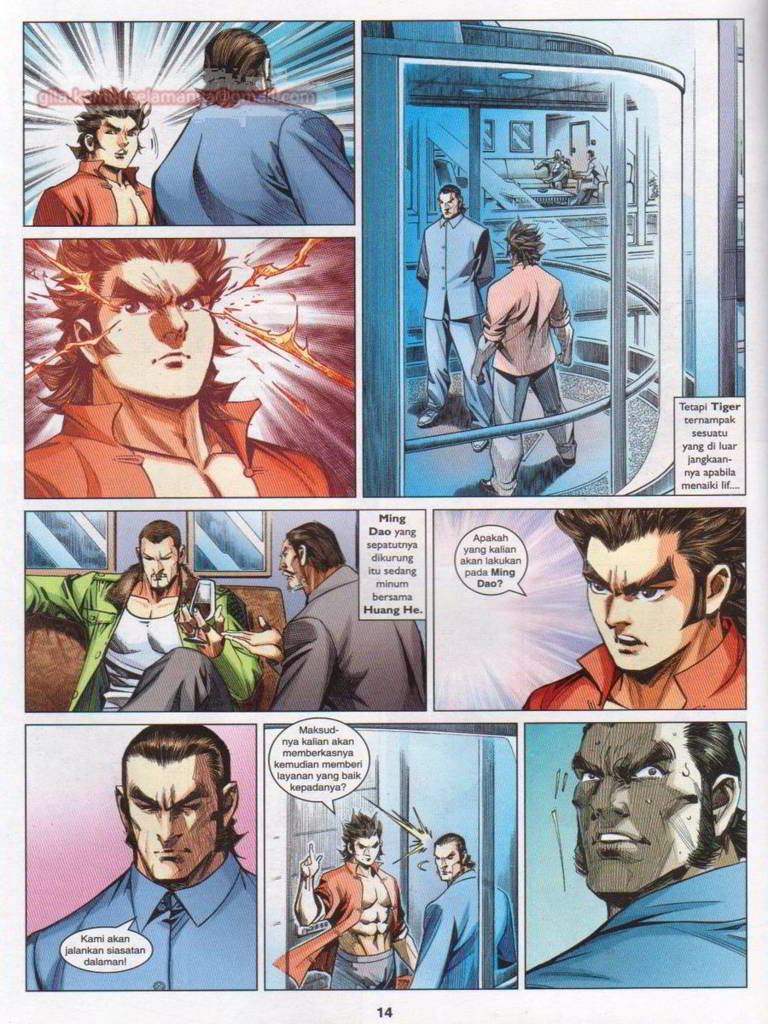 Tetapi Tiger
ternampak
sesuatu
yang di luar
jangkaan-
nya apabila
menaiki lif....
Ming
Dao yang
sepatutnya
dikurung
itu sedang
minum
bersama
Huang He.
Apakah
yang kalian
akan lakukan
pada Ming
Dao?
Kami akan
jalankan siasatan
dalaman!
Maksud-
nya kalian akan
memberkasnya
kemudian memberi
layanan yang baik
kepadanya?
14